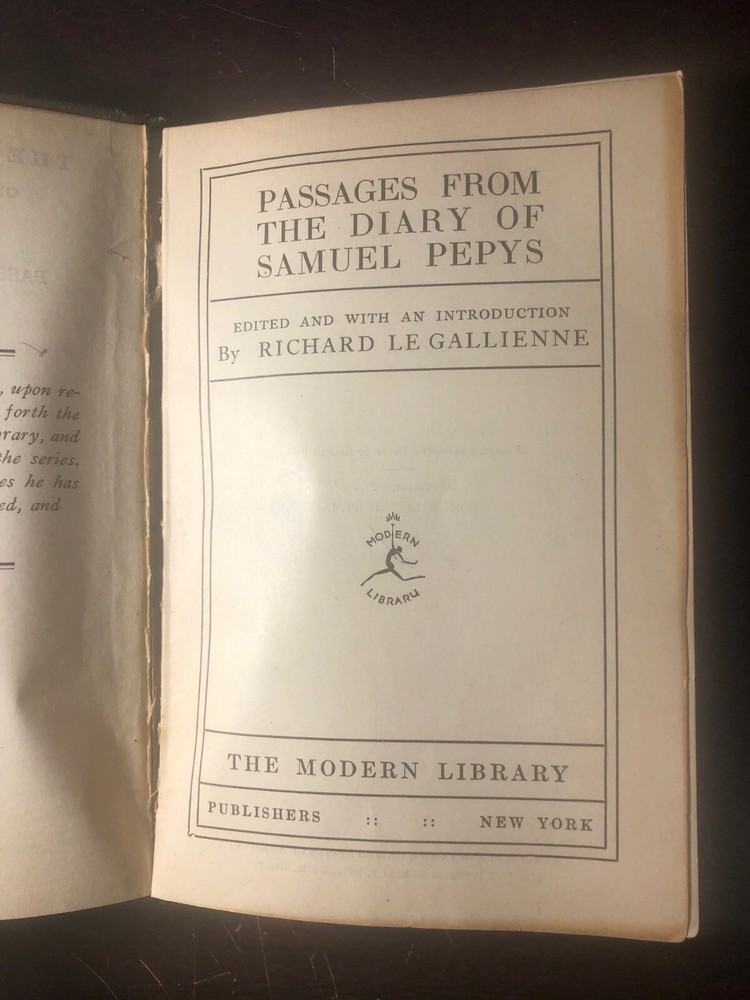 , upon re-
forth the
rary, and
the series.
es he has
ed, and
PASSAGES FROM
THE DIARY OF
SAMUEL PEPYS
EDITED AND WITH AN INTRODUCTION
By RICHARD LE GALLIENNE
MODERN
LIBRARY
THE MODERN LIBRARY
PUBLISHERS :: :: NEW YORK